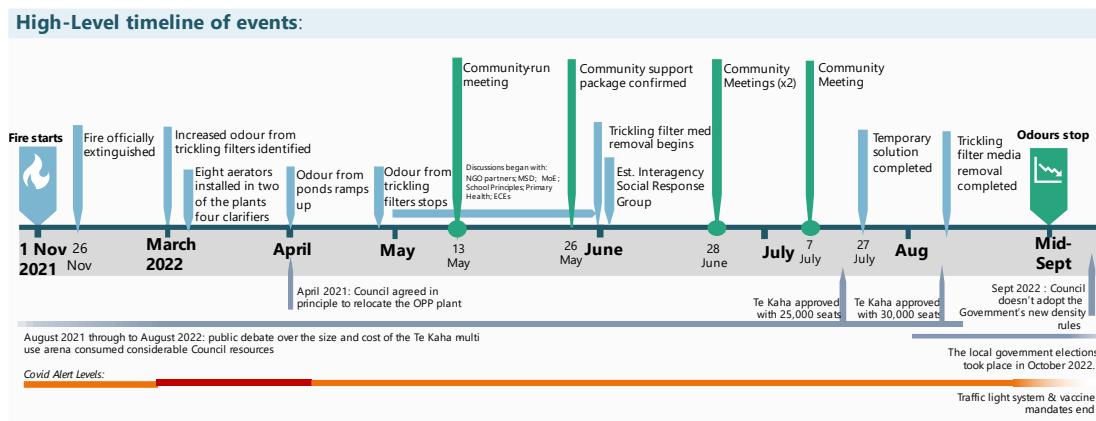 High-Level timeline of events:
Fire starts
Fire officially
extinguished
Increased odour from
trickling filters identified
Eight aerators
installed in two
of the plants
four clarifiers
Odour from
ponds ramps
up
Odour from
trickling
filters stops
Community-run
meeting
Discussions began with:
NGO partners; MSD; MoE;
School Principles; Primary
Health; ECEs
Community support
package confirmed
Trickling filter med
removal begins
Est. Interagency
Social Response
Group
Community
Meetings (x2)
Community
Meeting
Temporary
solution
completed
Trickling
filter media
removal
completed
Odours stop
1 Nov
2021
26
Nov
March
2022
April
May
13
May
26
May
June
28
June
July
7
July
27
July
Aug
Mid-
Sept
April 2021: Council agreed in
principle to relocate the OPP plant
Te Kaha approved
with 25,000 seats
Te Kaha approved
with 30,000 seats
Sept 2022 : Council
doesn't adopt the
Government's new density
rules
August 2021 through to August 2022: public debate over the size and cost of the Te Kaha multi
use arena consumed considerable Council resources
The local government elections
took place in October 2022.
Covid Alert Levels:
Traffic light system & vaccine
mandates end